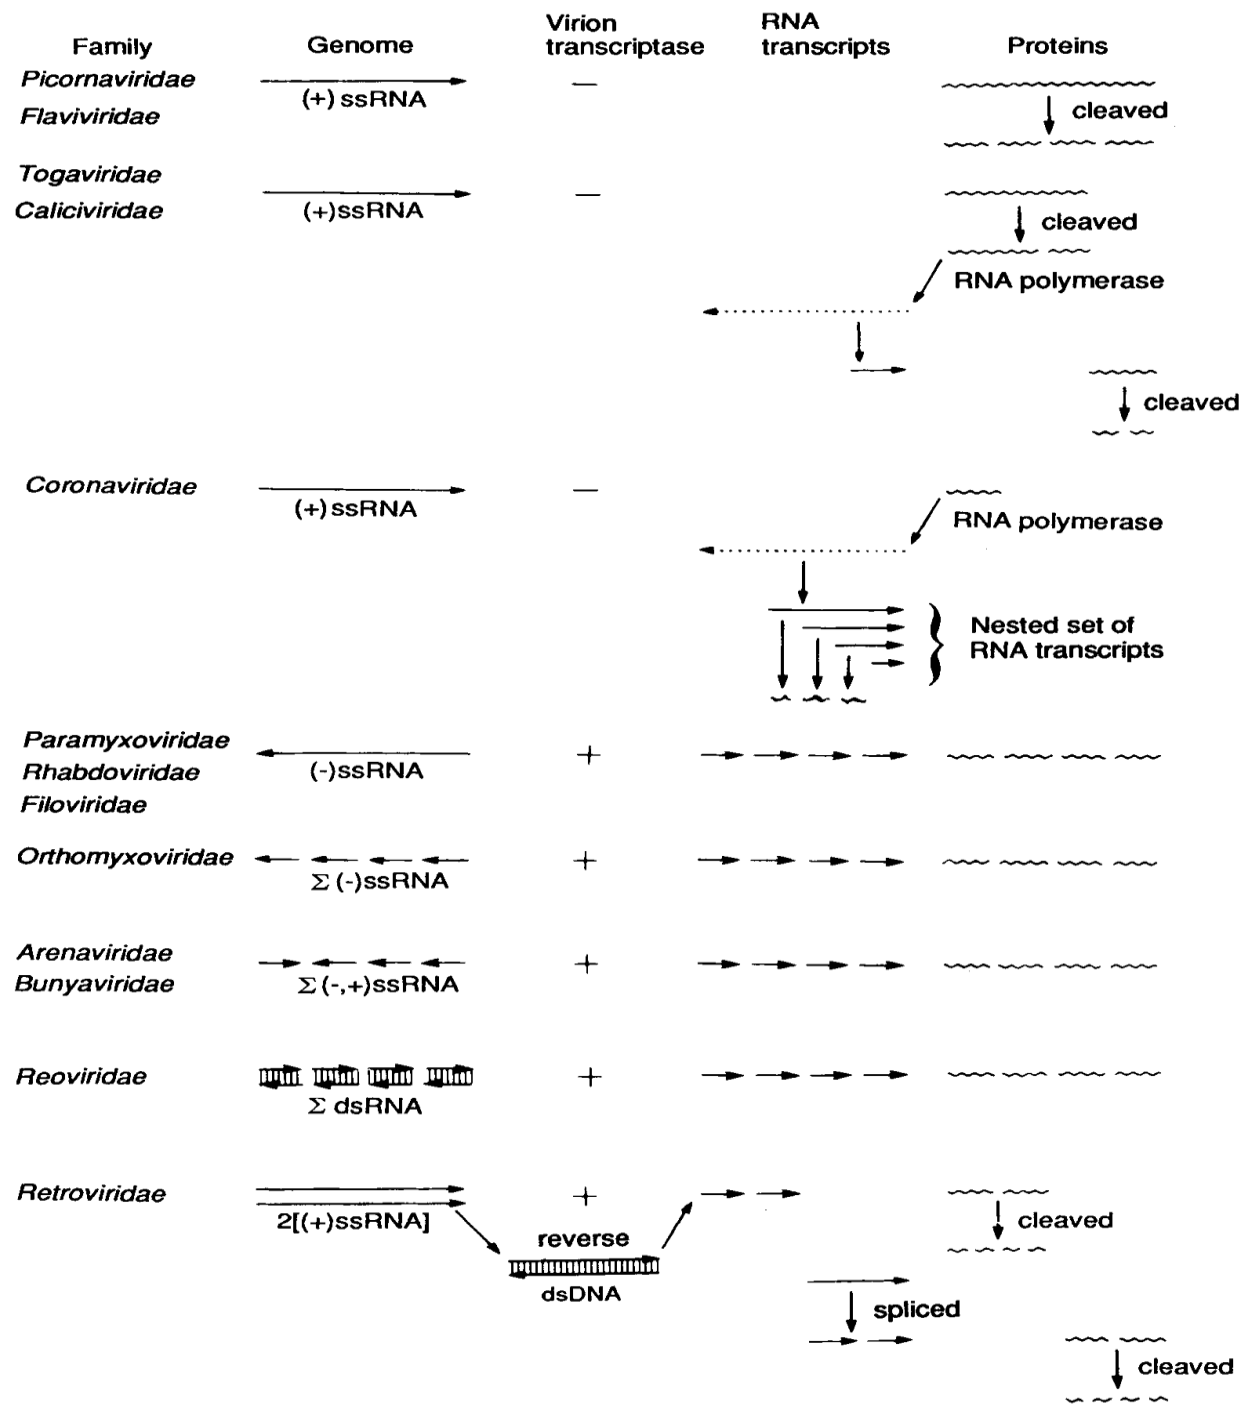 Family Genome Virion transcriptase RNA transcripts Proteins
Picornaviridae
(+) ssRNA —
Flaviviridae
cleaved
Togaviridae
Caliciviridae (+)ssRNA —
cleaved
RNA polymerase
cleaved
Coronaviridae (+)ssRNA —
RNA polymerase
Nested set of
RNA transcripts
Paramyxoviridae
Rhabdoviridae (-)ssRNA +
Filoviridae
Orthomyxoviridae +
Σ (-)ssRNA
Arenaviridae +
Bunyaviridae Σ (-,+)ssRNA
Reoviridae +
Σ dsRNA
Retroviridae +
2[(+)ssRNA]
cleaved
reverse
dsDNA
spliced
cleaved